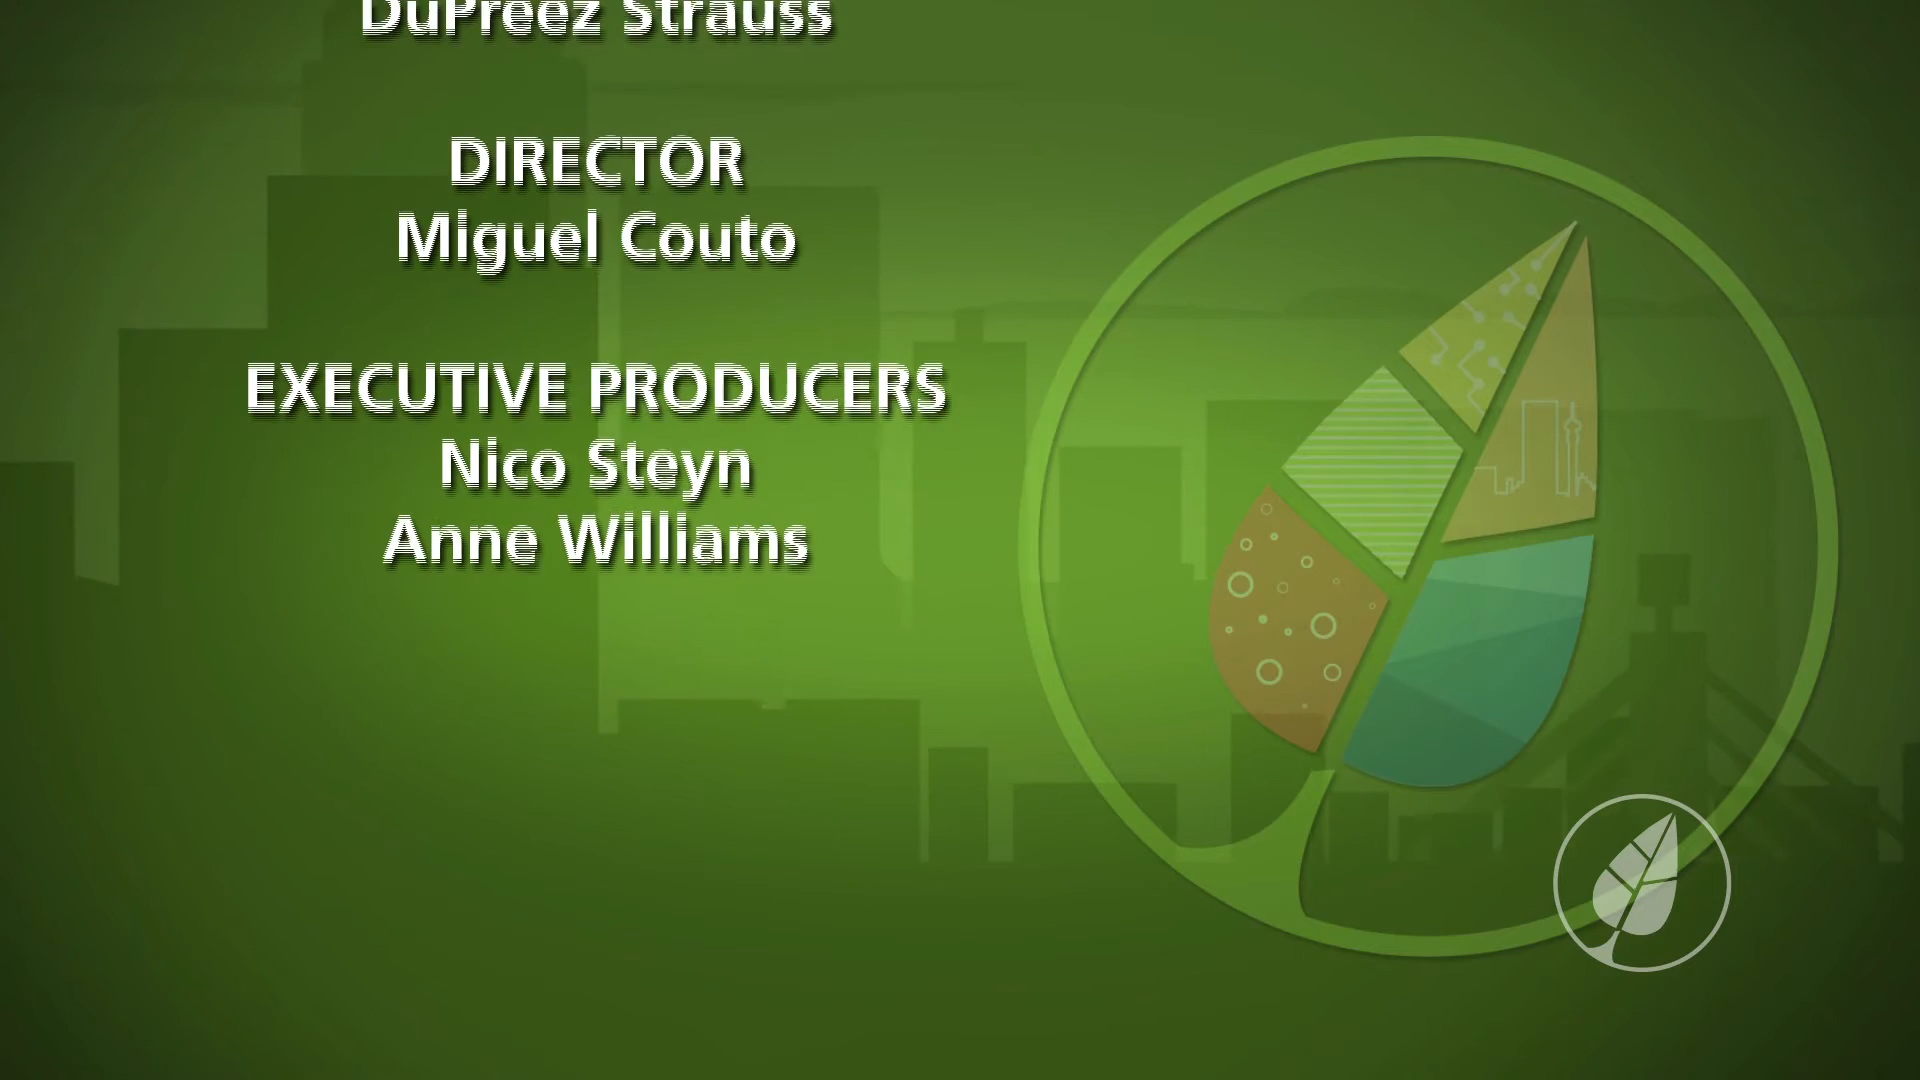 DuPreez Strauss
DIRECTOR
Miguel Couto
EXECUTIVE PRODUCERS
Nico Steyn
Anne Williams